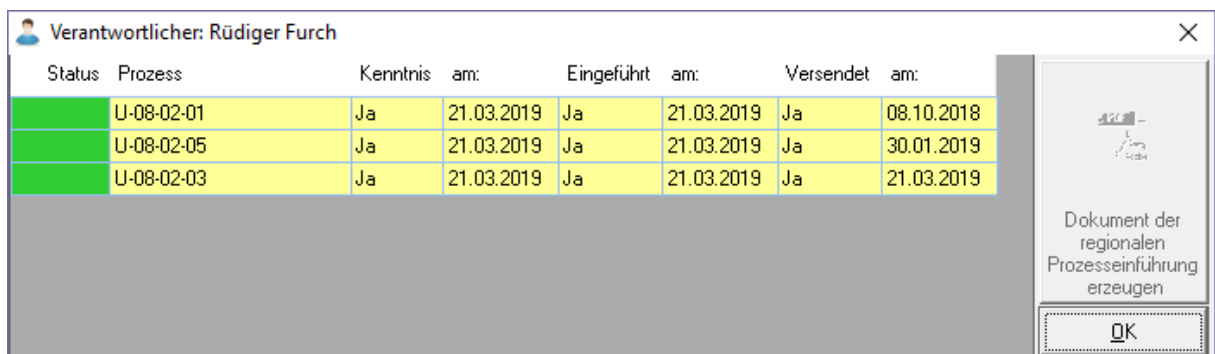 Verantwortlicher: Rüdiger Furch
Status Prozess Kenntnis am: Eingeführt am: Versendet am:
U-08-02-01 Ja 21.03.2019 Ja 21.03.2019 Ja 08.10.2018
U-08-02-05 Ja 21.03.2019 Ja 21.03.2019 Ja 30.01.2019
U-08-02-03 Ja 21.03.2019 Ja 21.03.2019 Ja 21.03.2019
Dokument der
regionalen
Prozesseinführung
erzeugen
OK